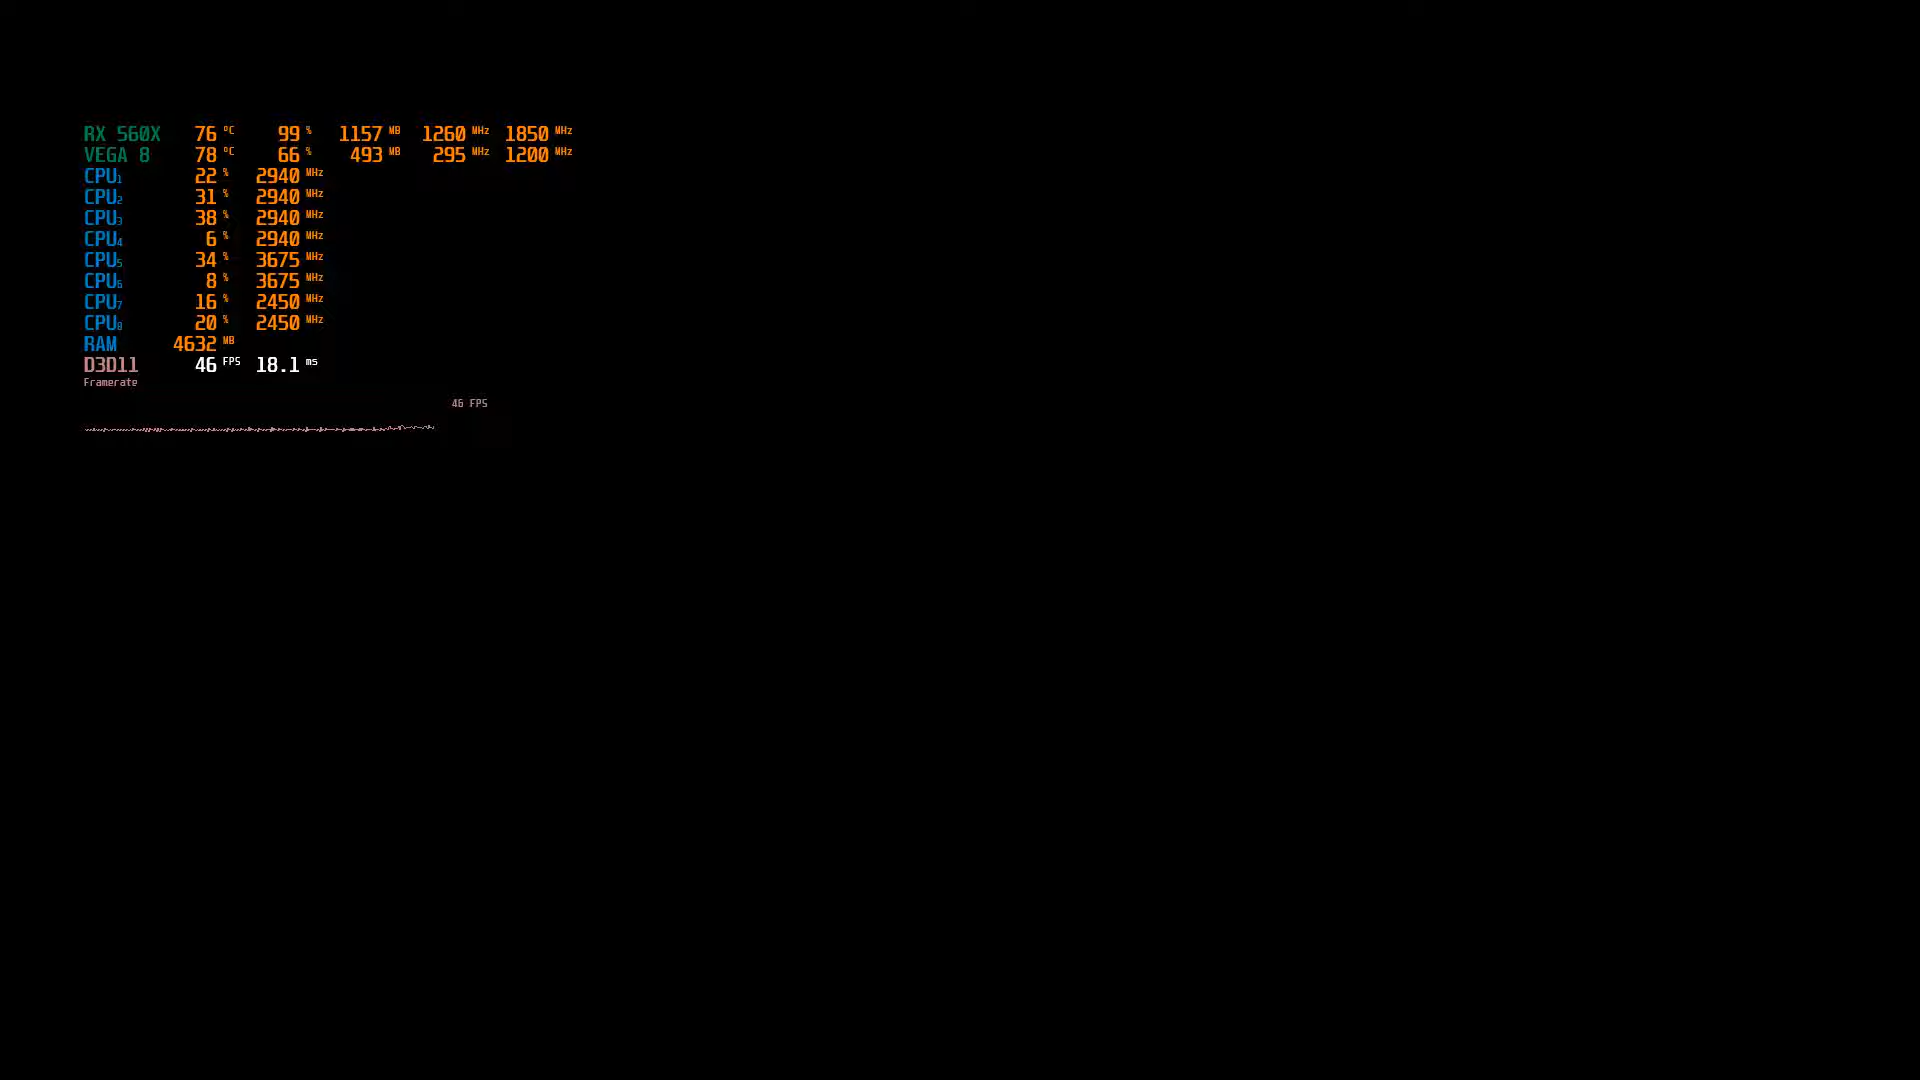 RX 560X 76 °C 99 % 1157 MB 1260 MHz 1850 MHz
VEGA 8 78 °C 66 % 493 MB 295 MHz 1200 MHz
CPU1 22 % 2940 MHz
CPU2 31 % 2940 MHz
CPU3 38 % 2940 MHz
CPU4 6 % 2940 MHz
CPU5 34 % 3675 MHz
CPU6 8 % 3675 MHz
CPU7 16 % 2450 MHz
CPU8 20 % 2450 MHz
RAM 4632 MB
D3D11 46 FPS 18.1 ms
Framerate
46 FPS